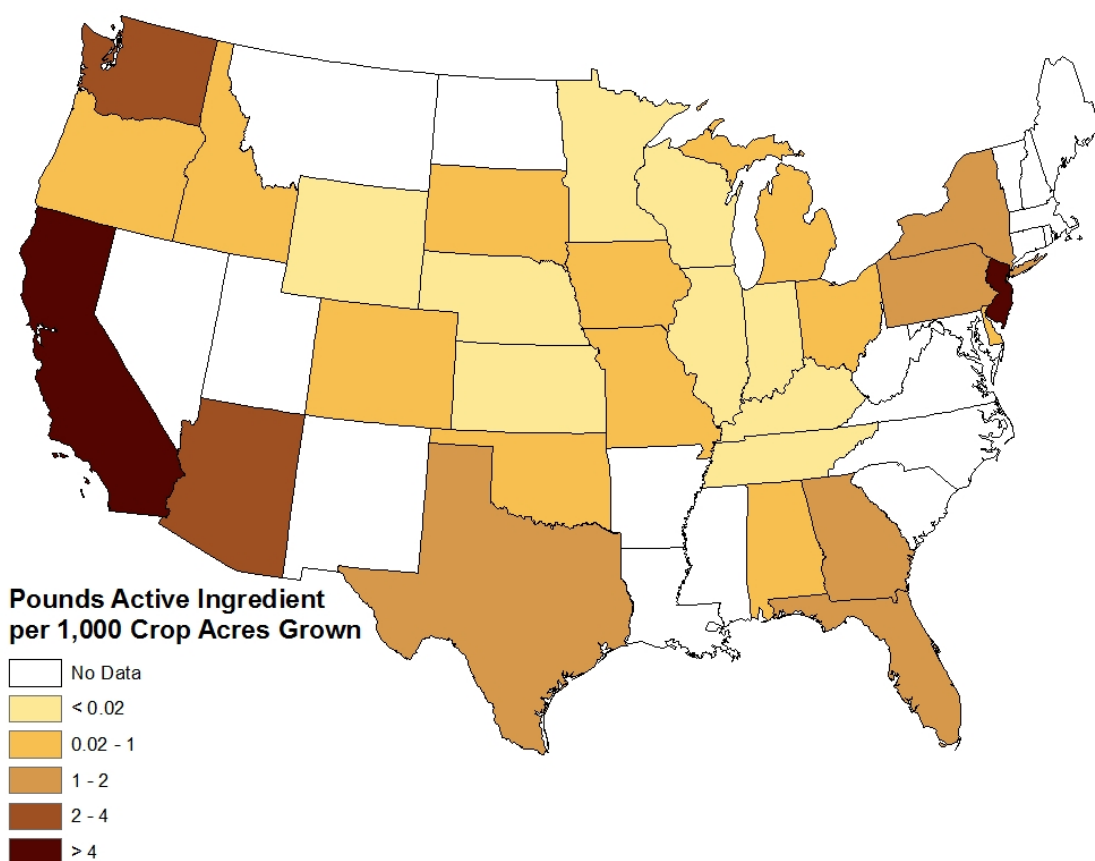 Pounds Active Ingredient
per 1,000 Crop Acres Grown
No Data
< 0.02
0.02 - 1
1 - 2
2 - 4
> 4